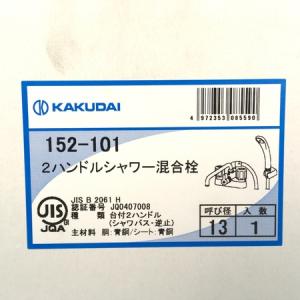 KAKUDAI
4 972353 085590
152-101
2ハンドルシャワー混合栓
JIS
JQA
JIS B 2061 H
認証番号 JQ0407008
種類 台付2ハンドル
(シャワバス・逆止)
主材料 胴:青銅/シート:青銅
呼び径
入数
13
1